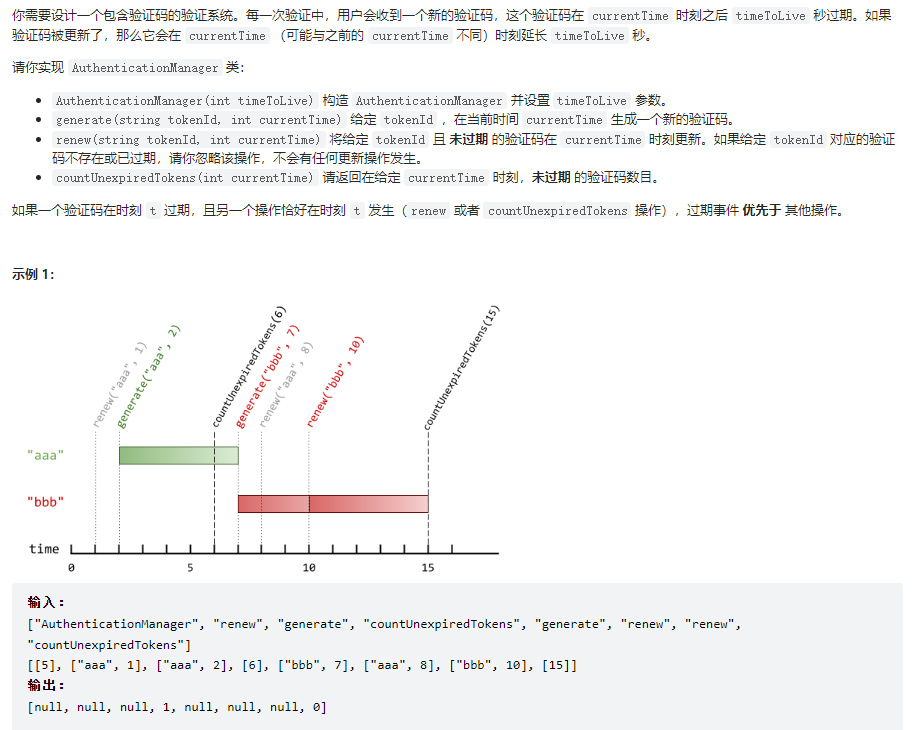 你需要设计一个包含验证码的验证系统。每一次验证中，用户会收到一个新的验证码，这个验证码在 currentTime 时刻之后 timeToLive 秒过期。如果
验证码被更新了，那么它会在 currentTime （可能与之前的 currentTime 不同）时刻延长 timeToLive 秒。
请你实现 AuthenticationManager 类：
• AuthenticationManager(int timeToLive) 构造 AuthenticationManager 并设置 timeToLive 参数。
• generate(string tokenId, int currentTime) 给定 tokenId ，在当前时间 currentTime 生成一个新的验证码。
• renew(string tokenId, int currentTime) 将给定 tokenId 且 未过期 的验证码在 currentTime 时刻更新。如果给定 tokenId 对应的验证
码不存在或已过期，请你忽略该操作，不会有任何更新操作发生。
• countUnexpiredTokens(int currentTime) 请返回在给定 currentTime 时刻，未过期 的验证码数目。
如果一个验证码在时刻 t 过期，且另一个操作恰好在时刻 t 发生（ renew 或者 countUnexpiredTokens 操作），过期事件 优先于 其他操作。
示例 1：
renew("aaa", 1)
generate("aaa", 2)
countUnexpiredTokens(6)
generate("bbb", 7)
renew("aaa", 8)
renew("bbb", 10)
countUnexpiredTokens(15)
"aaa"
"bbb"
time
0 5 10 15
输入：
["AuthenticationManager", "renew", "generate", "countUnexpiredTokens", "generate", "renew", "renew",
"countUnexpiredTokens"]
[[5], ["aaa", 1], ["aaa", 2], [6], ["bbb", 7], ["aaa", 8], ["bbb", 10], [15]]
输出：
[null, null, null, 1, null, null, null, 0]